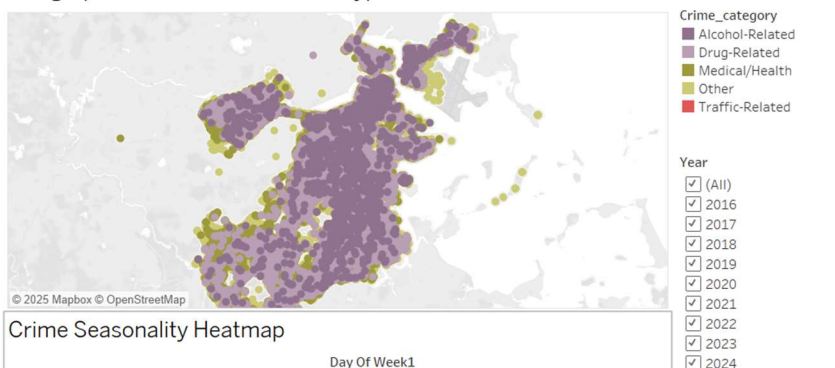 Crime_category
Alcohol-Related
Drug-Related
Medical/Health
Other
Traffic-Related
Year
(All)
2016
2017
2018
2019
2020
2021
2022
2023
2024
© 2025 Mapbox © OpenStreetMap
Crime Seasonality Heatmap
Day Of Week1